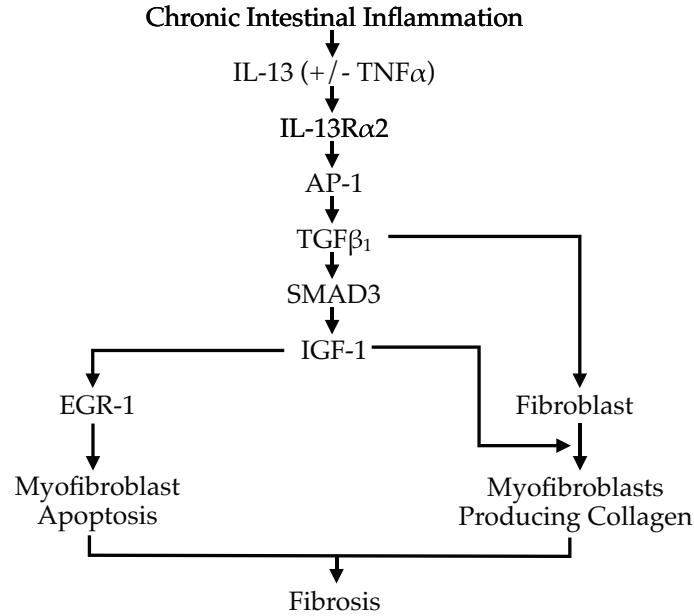 Chronic Intestinal Inflammation
IL-13 (+/- TNFα)
IL-13Rα2
AP-1
TGFβ₁
SMAD3
IGF-1
EGR-1
Fibroblast
Myofibroblast
Apoptosis
Myofibroblasts
Producing Collagen
Fibrosis